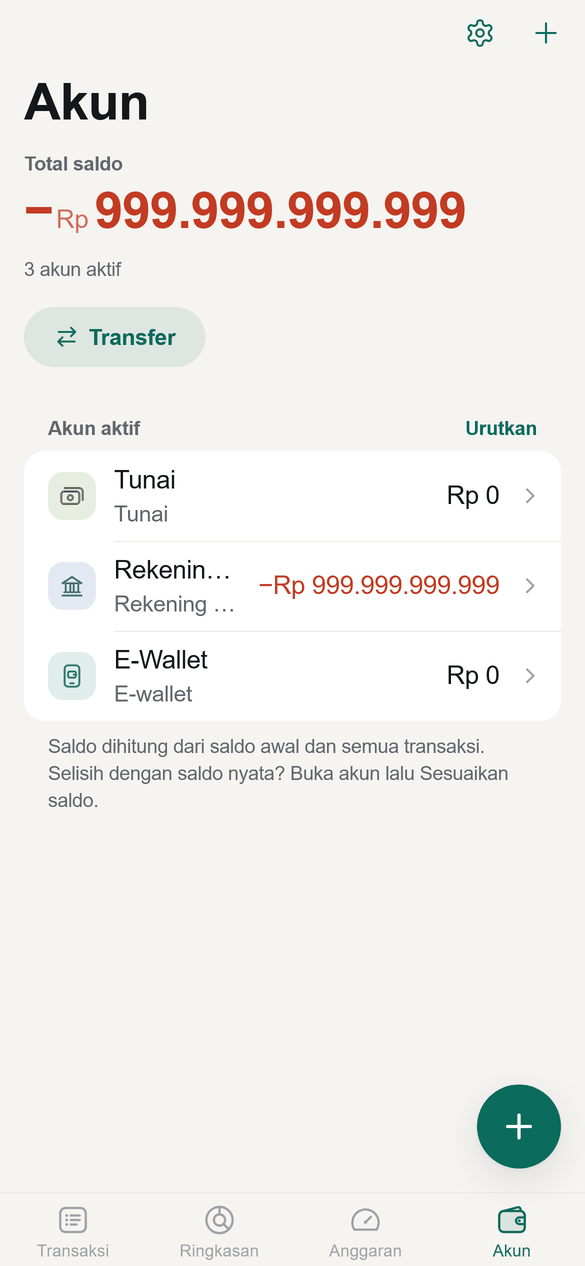 Akun
Total saldo
−Rp 999.999.999.999
3 akun aktif
Transfer
Akun aktif
Urutkan
Tunai
Tunai
Rp 0
Rekenin…
Rekening …
−Rp 999.999.999.999
E-Wallet
E-wallet
Rp 0
Saldo dihitung dari saldo awal dan semua transaksi.
Selisih dengan saldo nyata? Buka akun lalu Sesuaikan
saldo.
Transaksi
Ringkasan
Anggaran
Akun